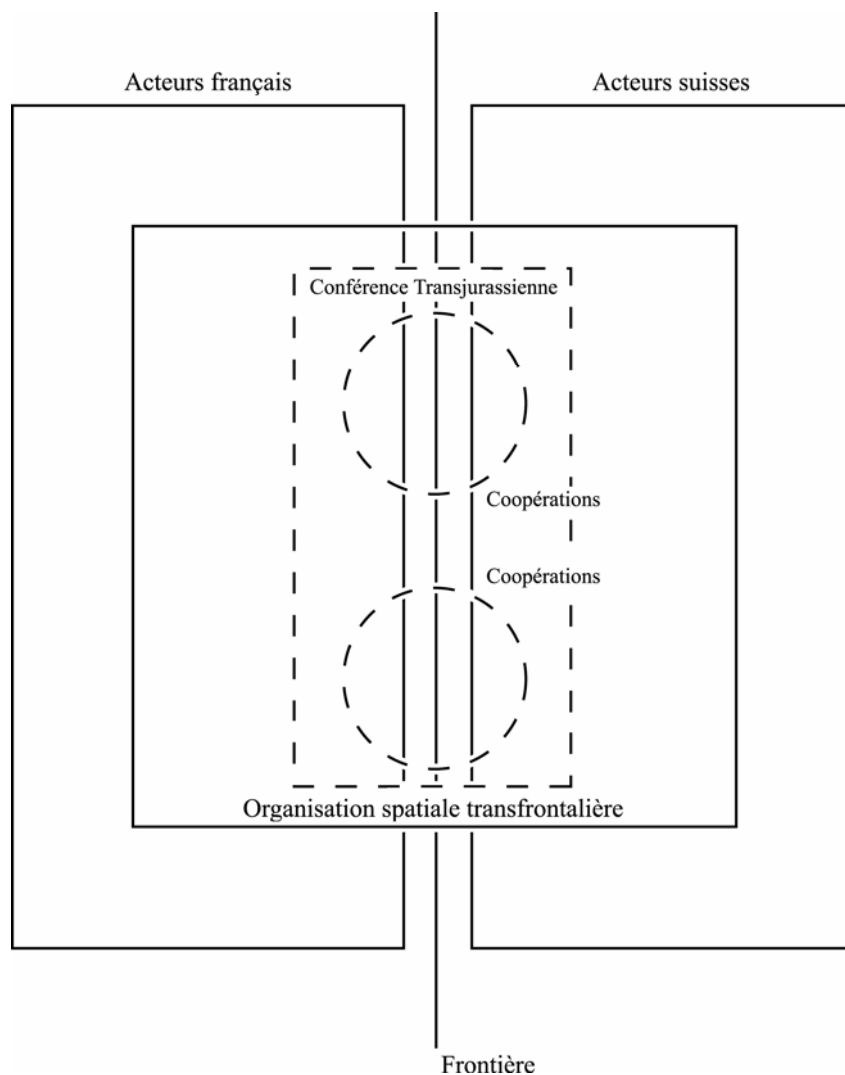 Acteurs français
Acteurs suisses
Conférence Transjurassienne
Coopérations
Coopérations
Organisation spatiale transfrontalière
Frontière